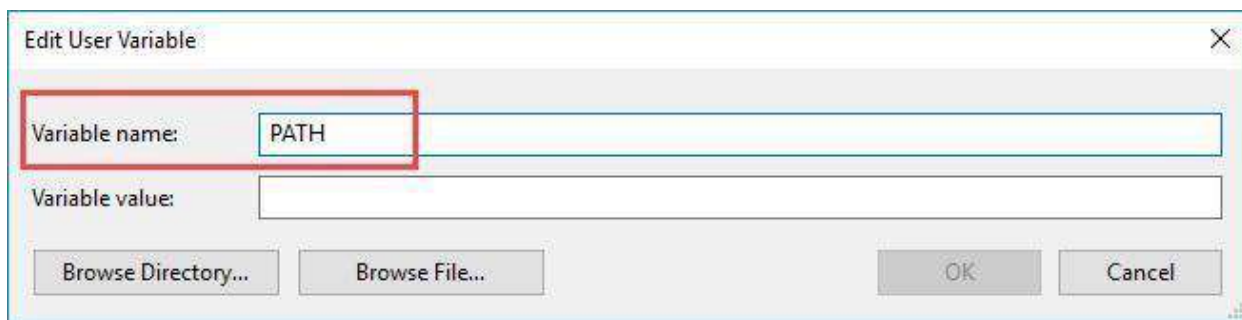 Edit User Variable
Variable name: PATH
Variable value:
Browse Directory... Browse File... OK Cancel